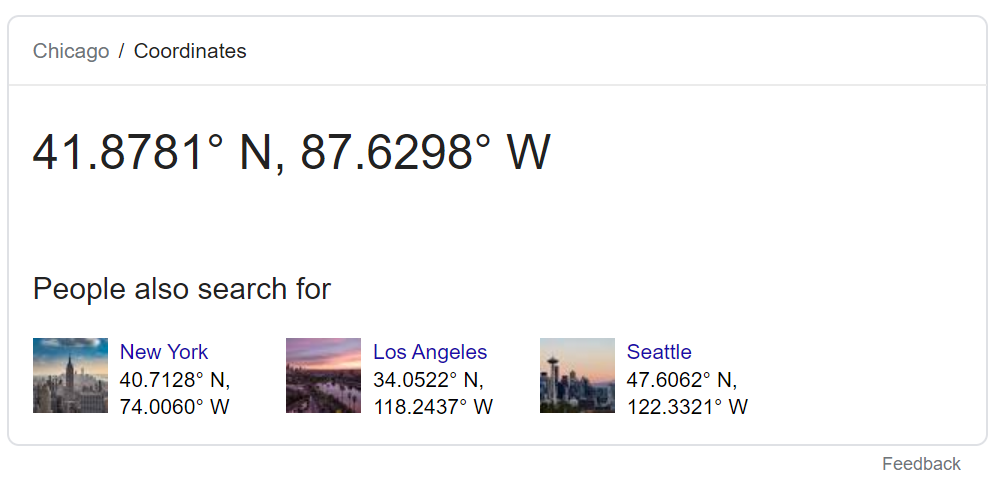 Chicago / Coordinates
41.8781° N, 87.6298° W
People also search for
New York
40.7128° N,
74.0060° W
Los Angeles
34.0522° N,
118.2437° W
Seattle
47.6062° N,
122.3321° W
Feedback